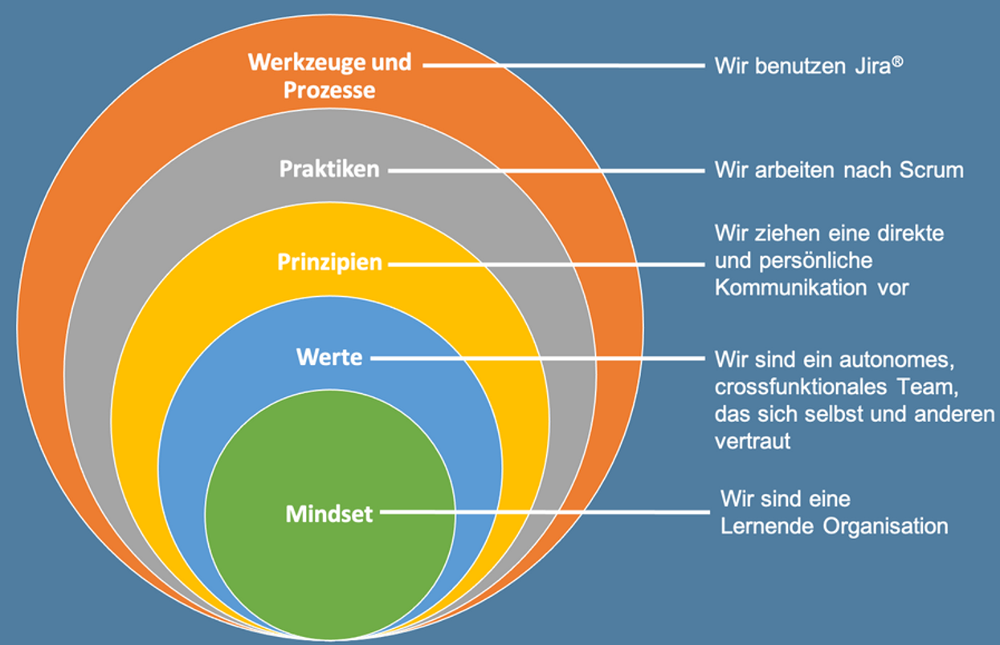 Werkzeuge und
Prozesse
Wir benutzen Jira®
Praktiken
Wir arbeiten nach Scrum
Prinzipien
Wir ziehen eine direkte
und persönliche
Kommunikation vor
Werte
Wir sind ein autonomes,
crossfunktionales Team,
das sich selbst und anderen
vertraut
Mindset
Wir sind eine
Lernende Organisation